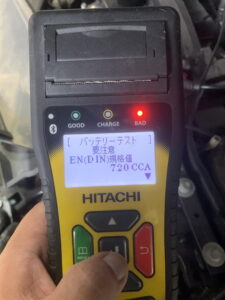 GOOD CHARGE BAD
[ バッテリーテスト ]
要注意
EN(DIN)規格値
720CCA
▼
HITACHI
▲